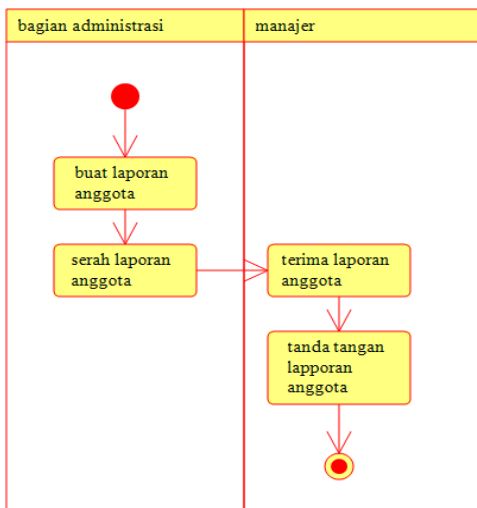 bagian administrasi
manajer
buat laporan
anggota
serah laporan
anggota
terima laporan
anggota
tanda tangan
lapporan
anggota